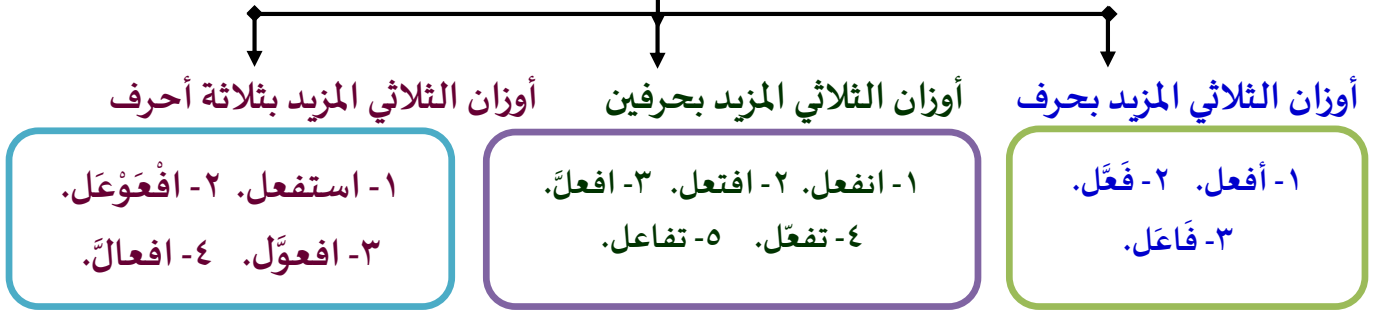 أوزان الثلاثي المزيد بحرف
١- أفعل. ٢- فَعَّل.
٣- فَاعَل.
أوزان الثلاثي المزيد بحرفين
١- انفعل. ٢- افتعل. ٣- افعلَّ.
٤- تفعّل. ٥- تفاعل.
أوزان الثلاثي المزيد بثلاثة أحرف
١- استفعل. ٢- افْعَوْعَل.
٣- افعوَّل. ٤- افعالَّ.